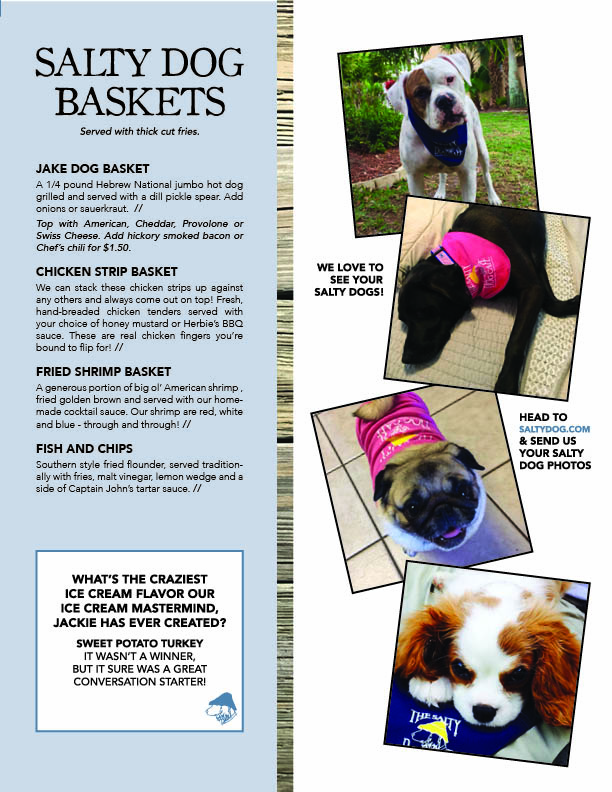 SALTY DOG
BASKETS
Served with thick cut fries.
JAKE DOG BASKET
A 1/4 pound Hebrew National jumbo hot dog
grilled and served with a dill pickle spear. Add
onions or sauerkraut. //
Top with American, Cheddar, Provolone or
Swiss Cheese. Add hickory smoked bacon or
Chef's chili for $1.50.
CHICKEN STRIP BASKET
We can stack these chicken strips up against
any others and always come out on top! Fresh,
hand-breaded chicken tenders served with
your choice of honey mustard or Herbie's BBQ
sauce. These are real chicken fingers you're
bound to flip for! //
FRIED SHRIMP BASKET
A generous portion of big ol' American shrimp ,
fried golden brown and served with our home-
made cocktail sauce. Our shrimp are red, white
and blue - through and through! //
FISH AND CHIPS
Southern style fried flounder, served tradition-
ally with fries, malt vinegar, lemon wedge and a
side of Captain John's tartar sauce. //
WHAT'S THE CRAZIEST
ICE CREAM FLAVOR OUR
ICE CREAM MASTERMIND,
JACKIE HAS EVER CREATED?
SWEET POTATO TURKEY
IT WASN'T A WINNER,
BUT IT SURE WAS A GREAT
CONVERSATION STARTER!
WE LOVE TO
SEE YOUR
SALTY DOGS!
HEAD TO
SALTYDOG.COM
& SEND US
YOUR SALTY
DOG PHOTOS
THE SALTY